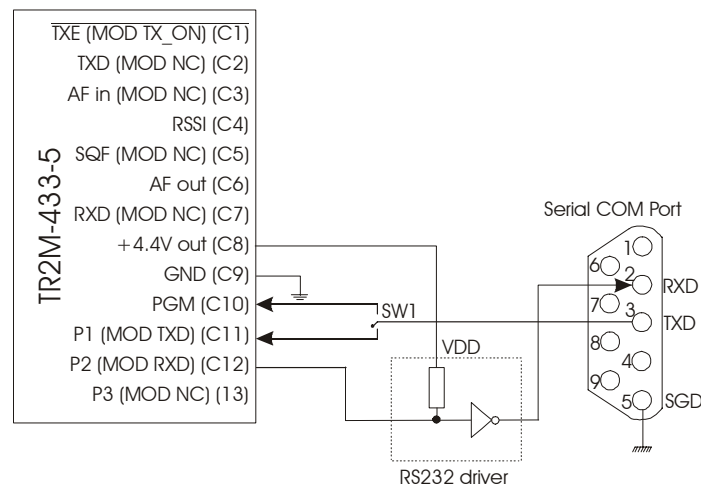 TXE (MOD TX_ON) (C1)
TXD (MOD NC) (C2)
AF in (MOD NC) (C3)
RSSI (C4)
SQF (MOD NC) (C5)
AF out (C6)
RXD (MOD NC) (C7)
+4.4V out (C8)
GND (C9)
PGM (C10)
P1 (MOD TXD) (C11)
P2 (MOD RXD) (C12)
P3 (MOD NC) (13)
TR2M-433-5
SW1
VDD
RS232 driver
Serial COM Port
1
6
2
RXD
7
3
TXD
8
4
9
5
SGD